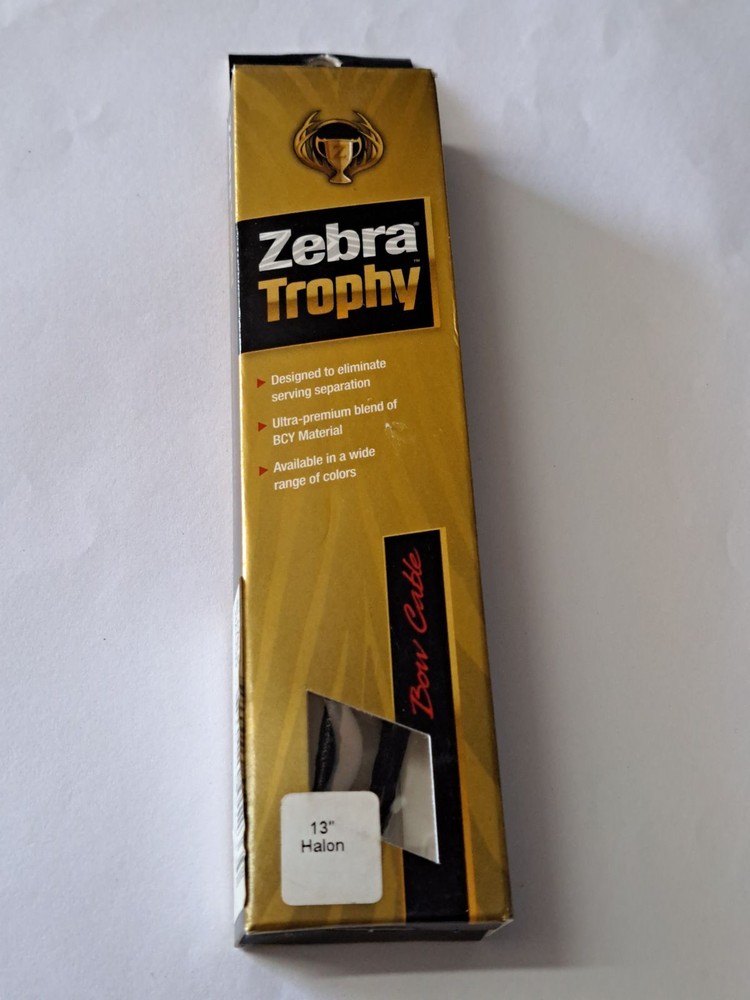 Zebra®
Trophy™
Designed to eliminate
serving separation
Ultra-premium blend of
BCY Material
Available in a wide
range of colors
Bow Cable
13"
Halon